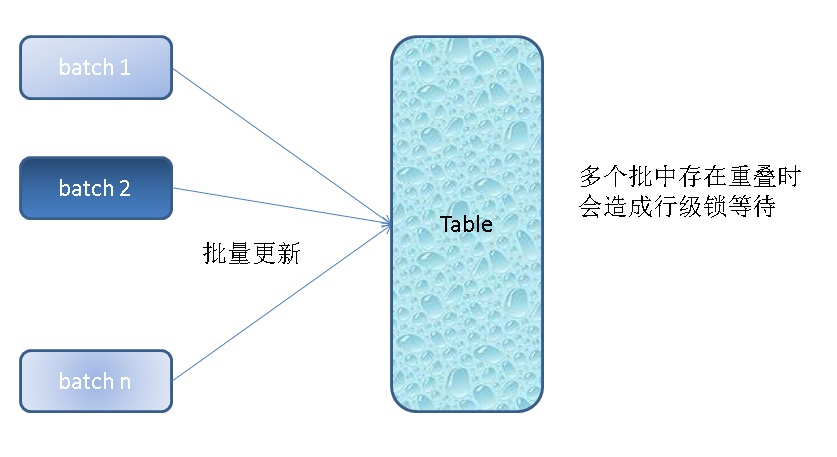 batch 1
batch 2
批量更新
batch n
Table
多个批中存在重叠时
会造成行级锁等待